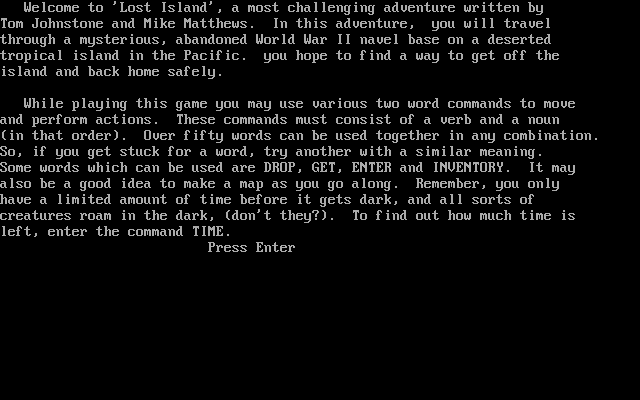 Welcome to 'Lost Island', a most challenging adventure written by
Tom Johnstone and Mike Matthews.  In this adventure,  you will travel
through a mysterious, abandoned World War II navel base on a deserted
tropical island in the Pacific.  you hope to find a way to get off the
island and back home safely.

While playing this game you may use various two word commands to move
and perform actions.  These commands must consist of a verb and a noun
(in that order).  Over fifty words can be used together in any combination.
So, if you get stuck for a word, try another with a similar meaning.
Some words which can be used are DROP, GET, ENTER and INVENTORY.  It may
also be a good idea to make a map as you go along.  Remember, you only
have a limited amount of time before it gets dark, and all sorts of
creatures roam in the dark, (don't they?).  To find out how much time is
left, enter the command TIME.
Press Enter